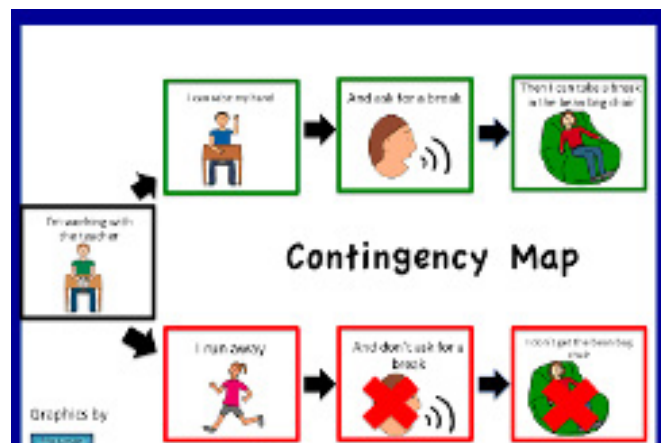 I can raise my hand
And ask for a break
Then I can take a break
in the bean bag chair
I'm working with
the teacher
Contingency Map
I run away
And don't ask for a
break
I don't get the bean bag
chair
Graphics by